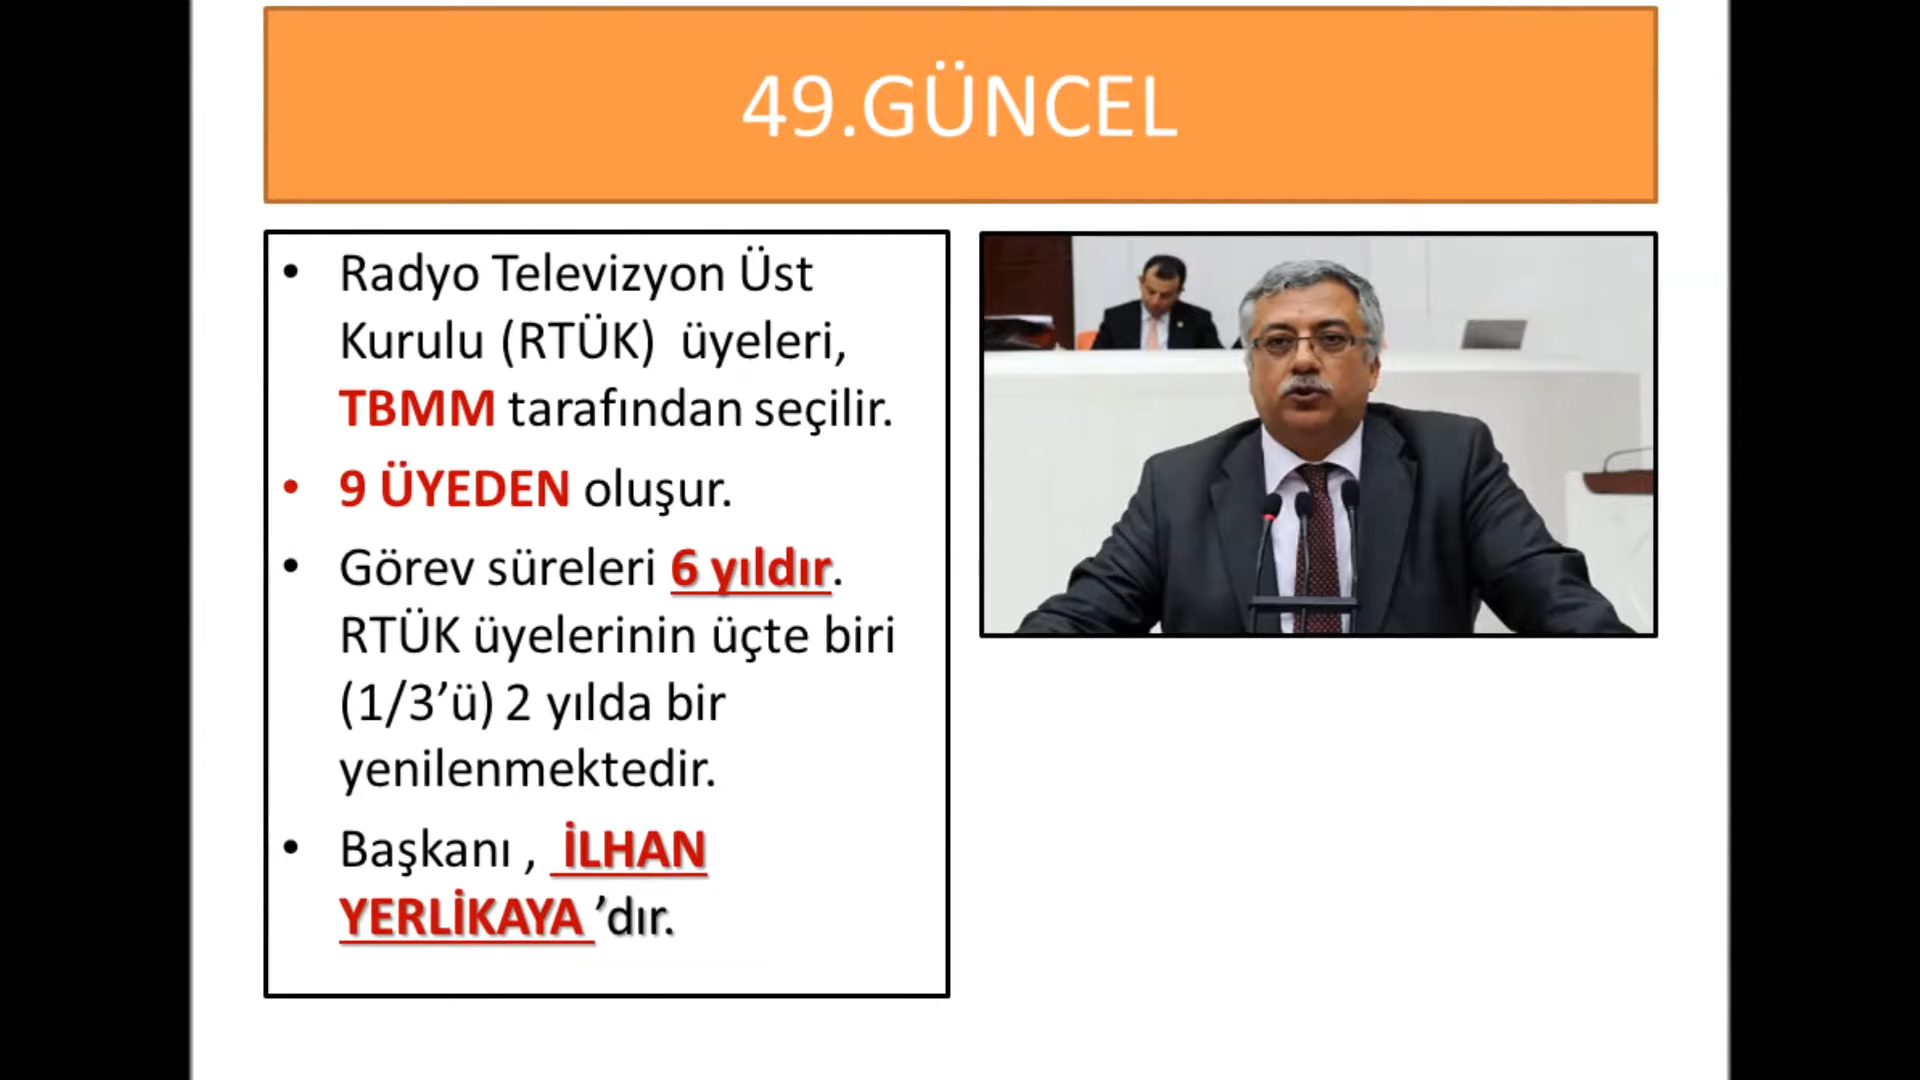 49.GÜNCEL
• Radyo Televizyon Üst
Kurulu (RTÜK) üyeleri,
TBMM tarafından seçilir.
• 9 ÜYEDEN oluşur.
• Görev süreleri 6 yıldır.
RTÜK üyelerinin üçte biri
(1/3’ü) 2 yılda bir
yenilenmektedir.
• Başkanı , İLHAN
YERLİKAYA ’dır.